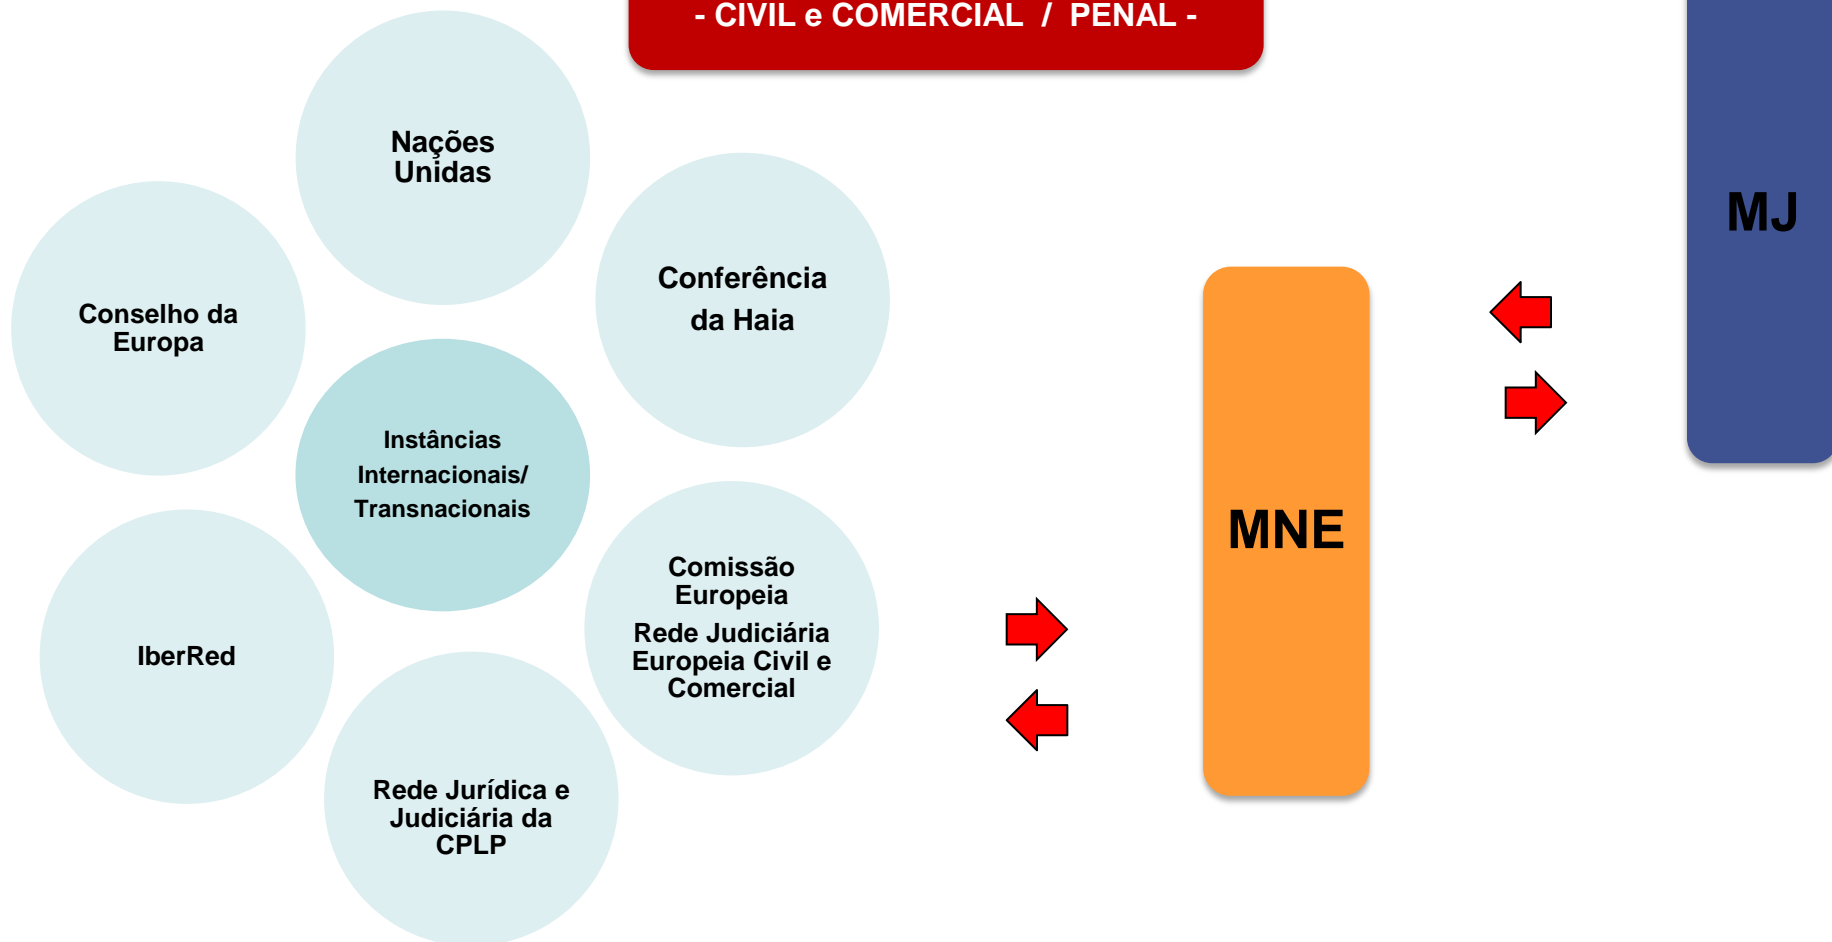 - CIVIL e COMERCIAL / PENAL -
Nações
Unidas
Conferência
da Haia
Conselho da
Europa
Instâncias
Internacionais/
Transnacionais
Comissão
Europeia
Rede Judiciária
Europeia Civil e
Comercial
IberRed
Rede Jurídica e
Judiciária da
CPLP
MNE
MJ